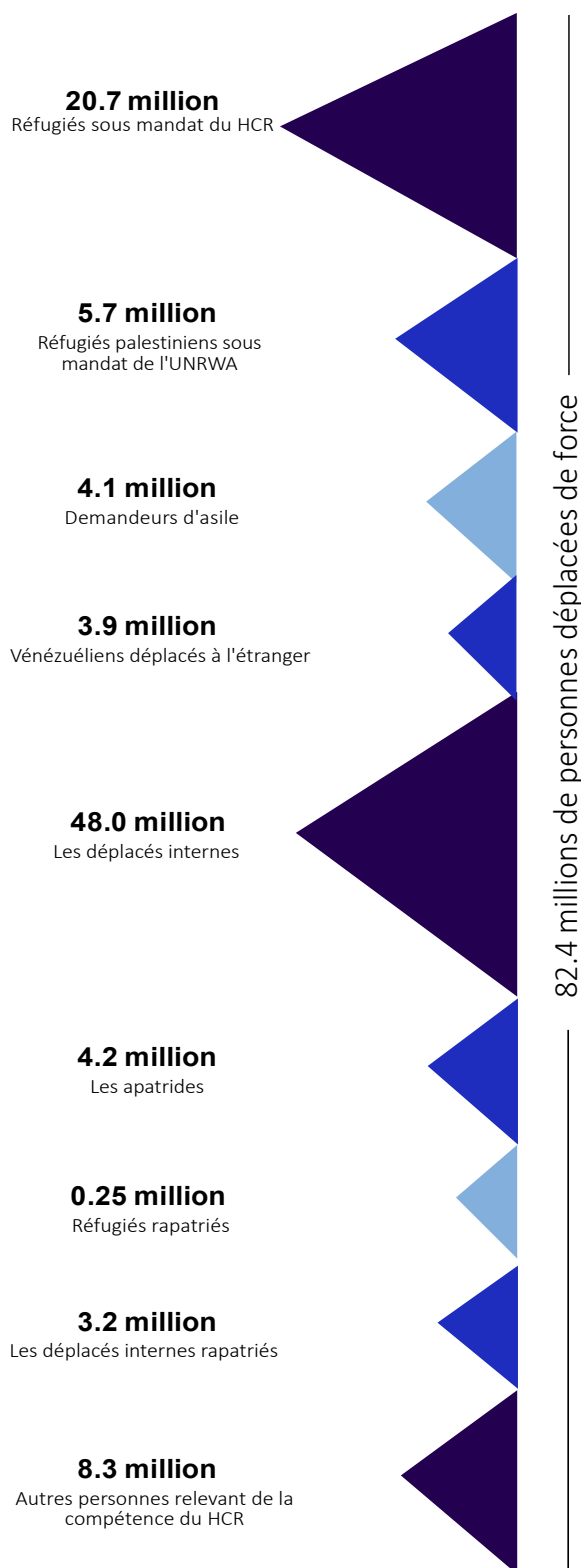 20.7 million
Réfugiés sous mandat du HCR
5.7 million
Réfugiés palestiniens sous
mandat de l'UNRWA
4.1 million
Demandeurs d'asile
3.9 million
Vénézuéliens déplacés à l'étranger
48.0 million
Les déplacés internes
4.2 million
Les apatrides
0.25 million
Réfugiés rapatriés
3.2 million
Les déplacés internes rapatriés
8.3 million
Autres personnes relevant de la
compétence du HCR
82.4 millions de personnes déplacées de force